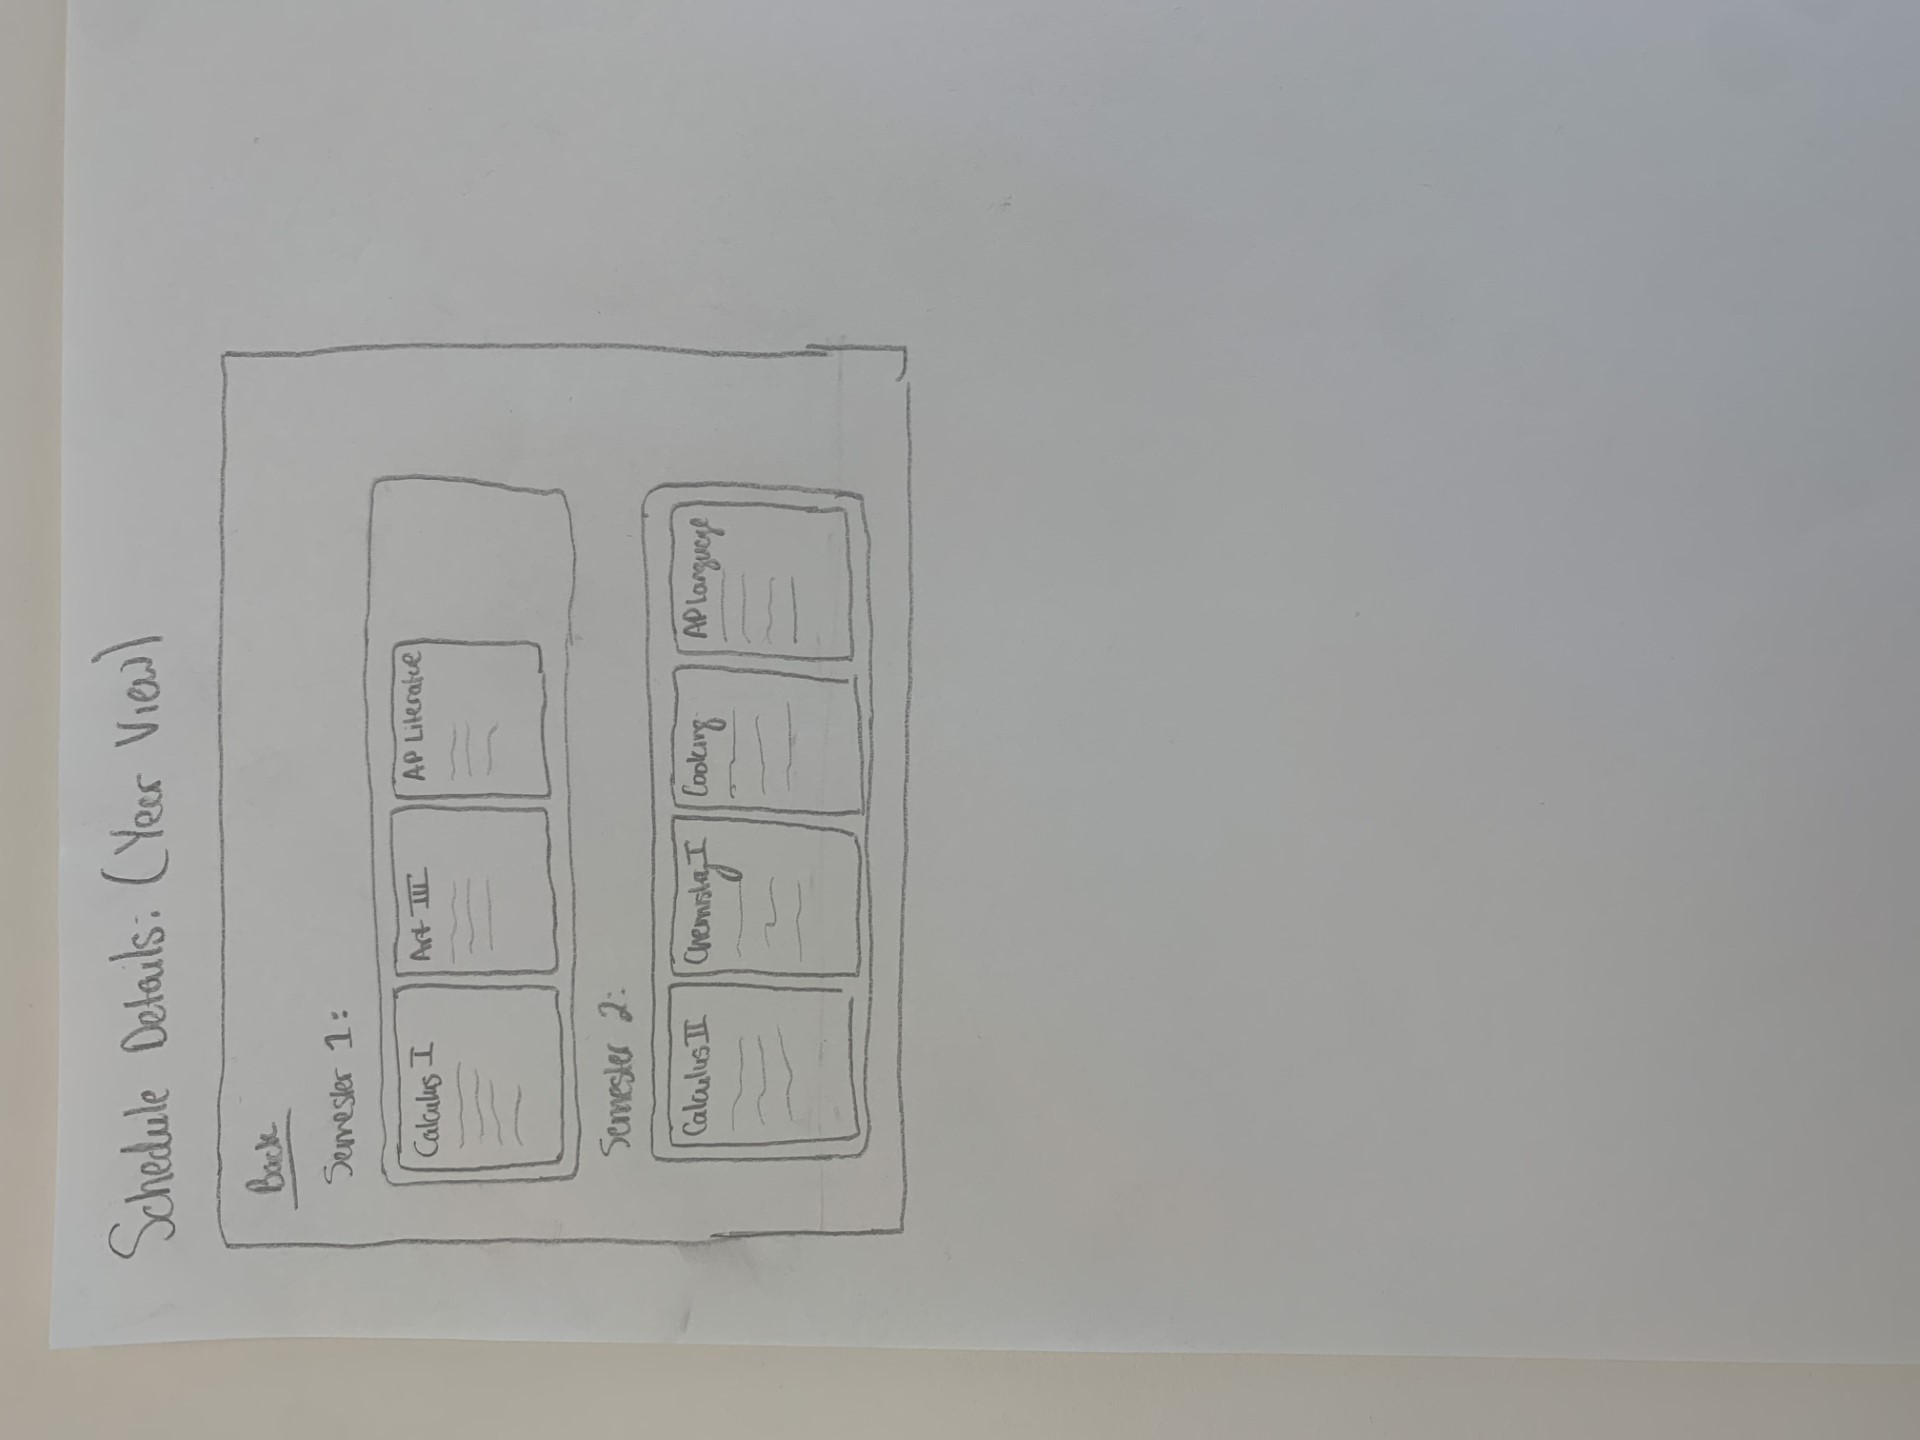 Schedule Details: (Year View)
Back
Semester 1:
Calculus I
Art III
AP Literature
Semester 2:
Calculus II
Chemistry I
Cooking
AP Language